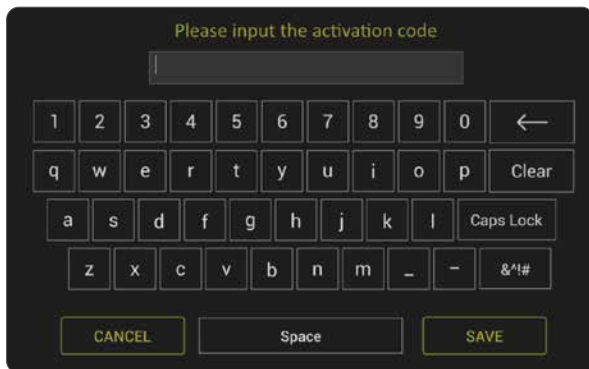 Please input the activation code
1 2 3 4 5 6 7 8 9 0 ←
q w e r t y u i o p Clear
a s d f g h j k l Caps Lock
z x c v b n m _ - &^!#
CANCEL Space SAVE